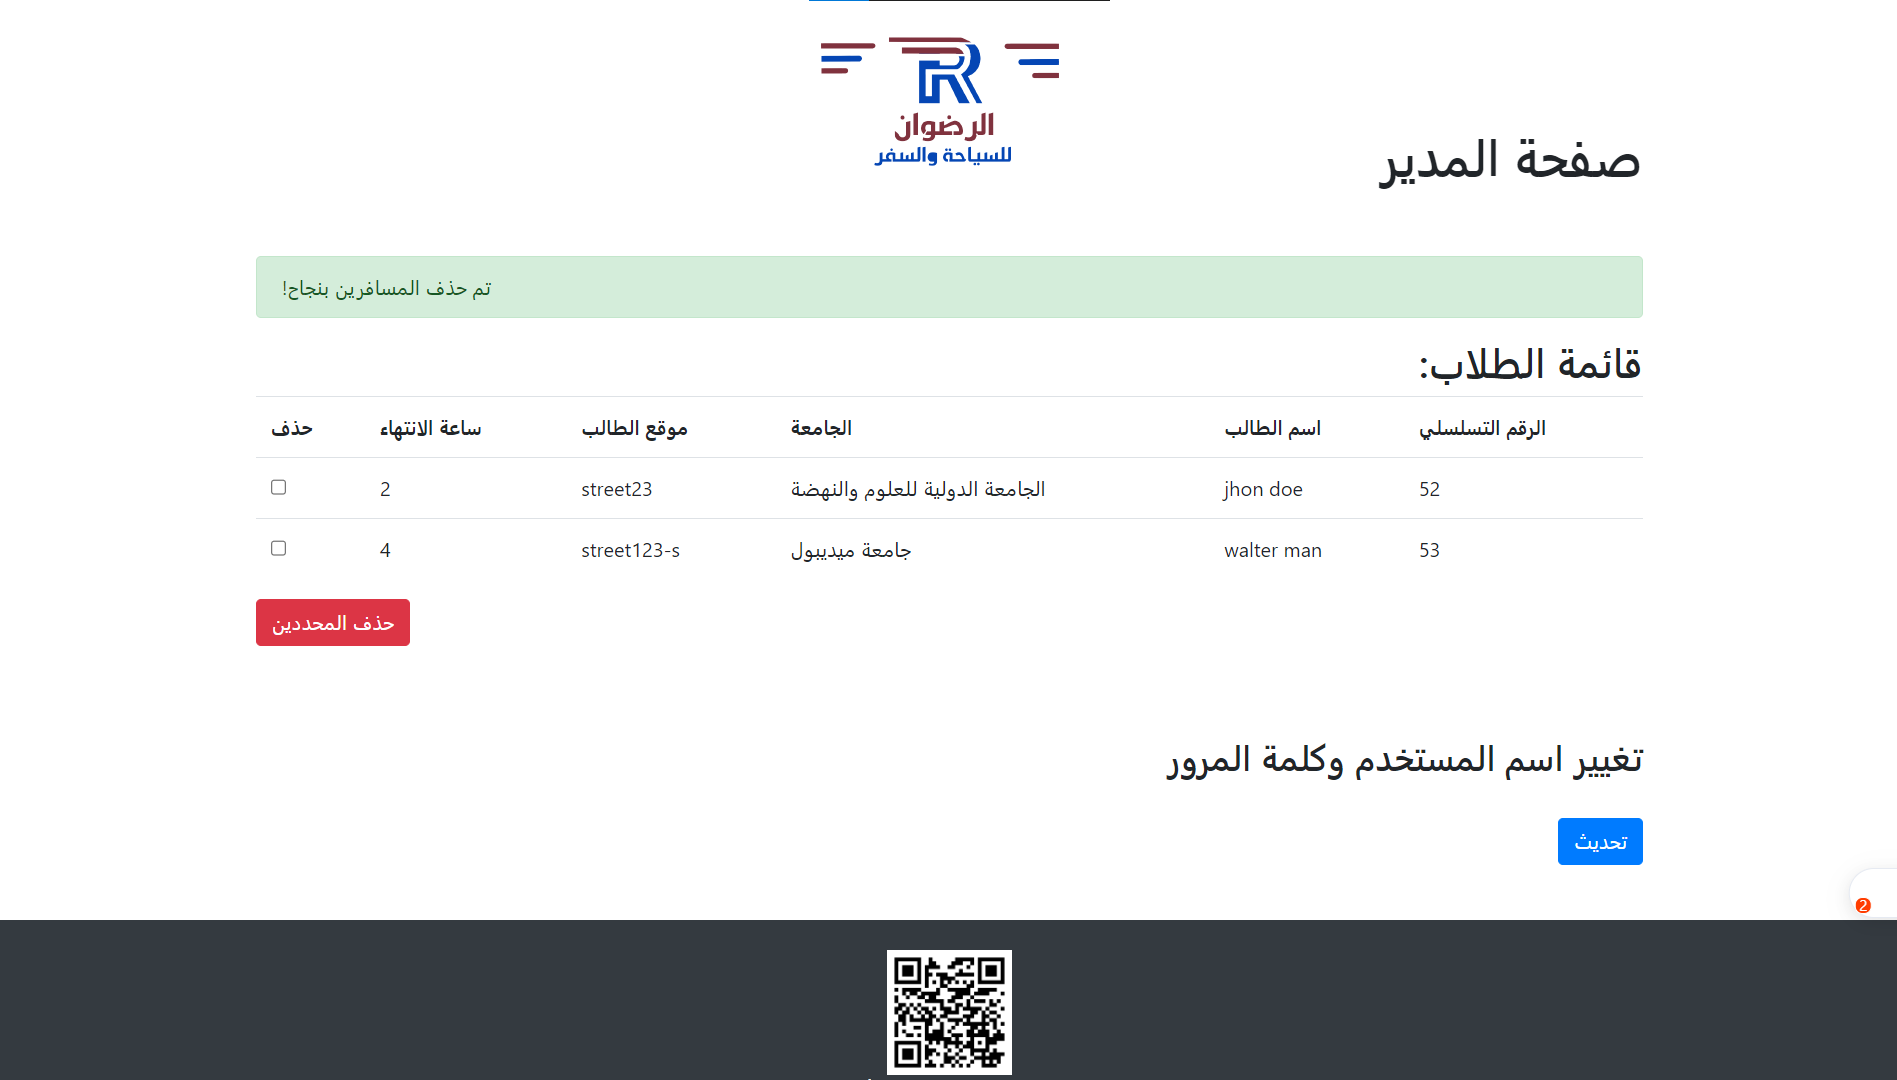 الرضوان
للسياحة والسفر
صفحة المدير
تم حذف المسافرين بنجاح!
قائمة الطلاب:
الرقم التسلسلي اسم الطالب الجامعة موقع الطالب ساعة الانتهاء حذف
52 jhon doe الجامعة الدولية للعلوم والنهضة street23 2
53 walter man جامعة ميديبول street123-s 4
حذف المحددين
تغيير اسم المستخدم وكلمة المرور
تحديث
2